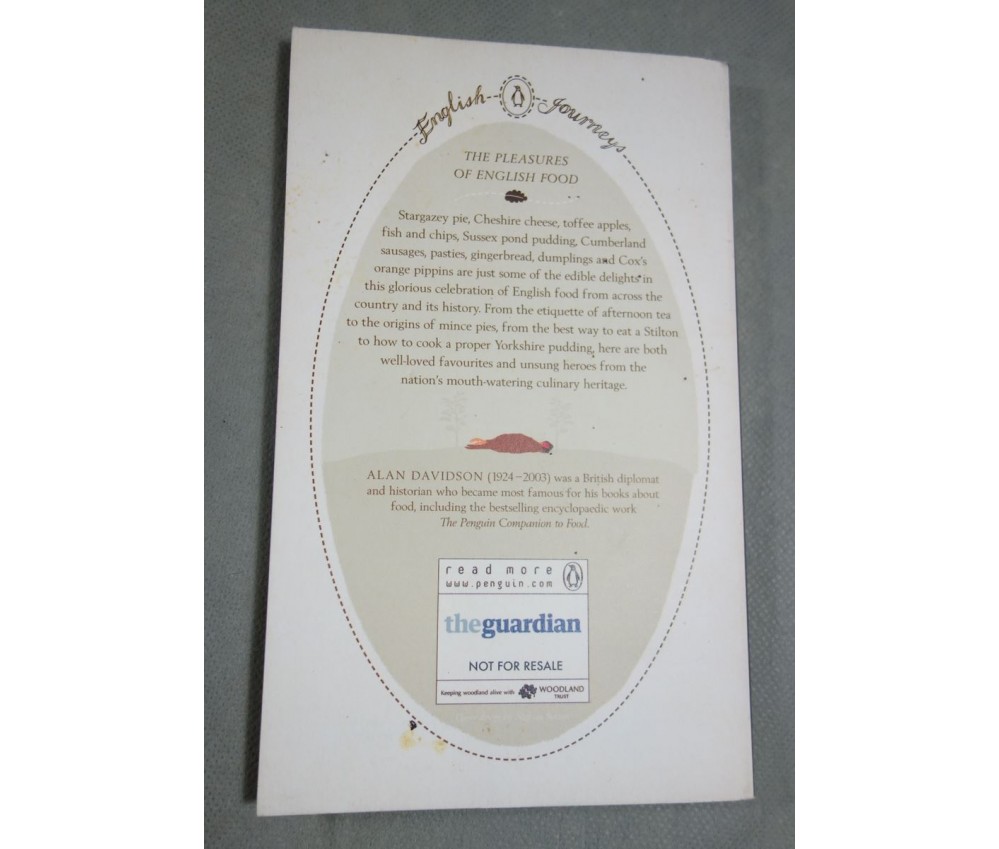 English Journeys
THE PLEASURES
OF ENGLISH FOOD
Stargazey pie, Cheshire cheese, toffee apples,
fish and chips, Sussex pond pudding, Cumberland
sausages, pasties, gingerbread, dumplings and Cox's
orange pippins are just some of the edible delights in
this glorious celebration of English food from across the
country and its history. From the etiquette of afternoon tea
to the origins of mince pies, from the best way to eat a Stilton
to how to cook a proper Yorkshire pudding, here are both
well-loved favourites and unsung heroes from the
nation's mouth-watering culinary heritage.
ALAN DAVIDSON (1924–2003) was a British diplomat
and historian who became most famous for his books about
food, including the bestselling encyclopaedic work
The Penguin Companion to Food.
read more
www.penguin.com
theguardian
NOT FOR RESALE
Keeping woodland alive with WOODLAND
TRUST